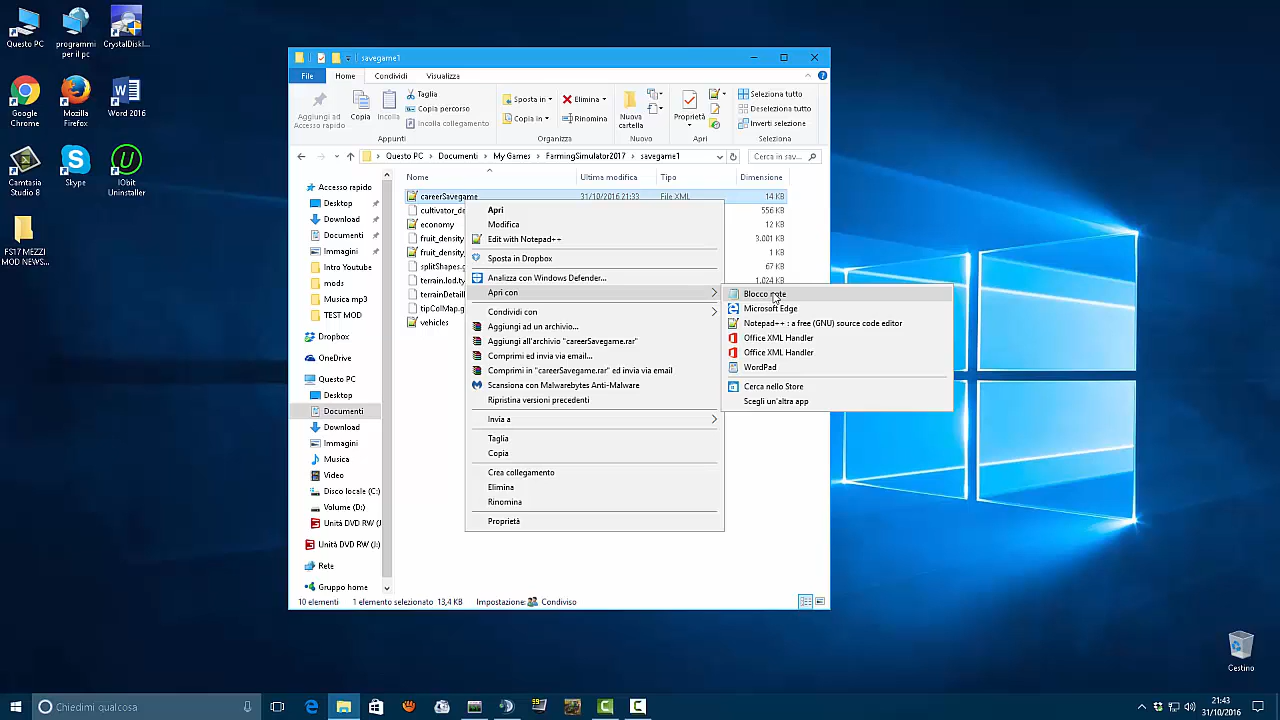 Questo PC
programmi
per il pc
CrystalDiskI...
Google
Chrome
Mozilla
Firefox
Word 2016
Camtasia
Studio 8
Skype
IObit
Uninstaller
FS17 MEZZI
MOD NEWS...
savegame1
File
Home
Condividi
Visualizza
Aggiungi ad
Accesso rapido
Copia
Incolla
Taglia
Copia percorso
Incolla collegamento
Appunti
Sposta in
Copia in
Elimina
Rinomina
Organizza
Nuova
cartella
Nuovo
Proprietà
Apri
Seleziona tutto
Deseleziona tutto
Inverti selezione
Selezione
Questo PC
Documenti
My Games
FarmingSimulator2017
savegame1
Cerca in sav...
Nome
Ultima modifica
Tipo
Dimensione
careerSavegame
31/10/2016 21:33
File XML
14 KB
cultivator_de
556 KB
economy
12 KB
fruit_density
3.001 KB
fruit_density
1 KB
splitShapes.g
67 KB
terrain.lod.ty
1.024 KB
terrainDetail
tipColMap.g
vehicles
Accesso rapido
Desktop
Download
Documenti
Immagini
Intro Youtube
mods
Musica mp3
TEST MOD
Dropbox
OneDrive
Questo PC
Desktop
Documenti
Download
Immagini
Musica
Video
Disco locale (C:)
Volume (D:)
Unità DVD RW (J
Unità DVD RW (J:)
Rete
Gruppo home
Apri
Modifica
Edit with Notepad++
Sposta in Dropbox
Analizza con Windows Defender...
Apri con
Condividi con
Aggiungi ad un archivio...
Aggiungi all'archivio "careerSavegame.rar"
Comprimi ed invia via email...
Comprimi in "careerSavegame.rar" ed invia via email
Scansiona con Malwarebytes Anti-Malware
Ripristina versioni precedenti
Invia a
Taglia
Copia
Crea collegamento
Elimina
Rinomina
Proprietà
Blocco note
Microsoft Edge
Notepad++ : a free (GNU) source code editor
Office XML Handler
Office XML Handler
WordPad
Cerca nello Store
Scegli un'altra app
10 elementi
1 elemento selezionato 13,4 KB
Impostazione:
Condiviso
Cestino
Chiedimi qualcosa
21:43
31/10/2016